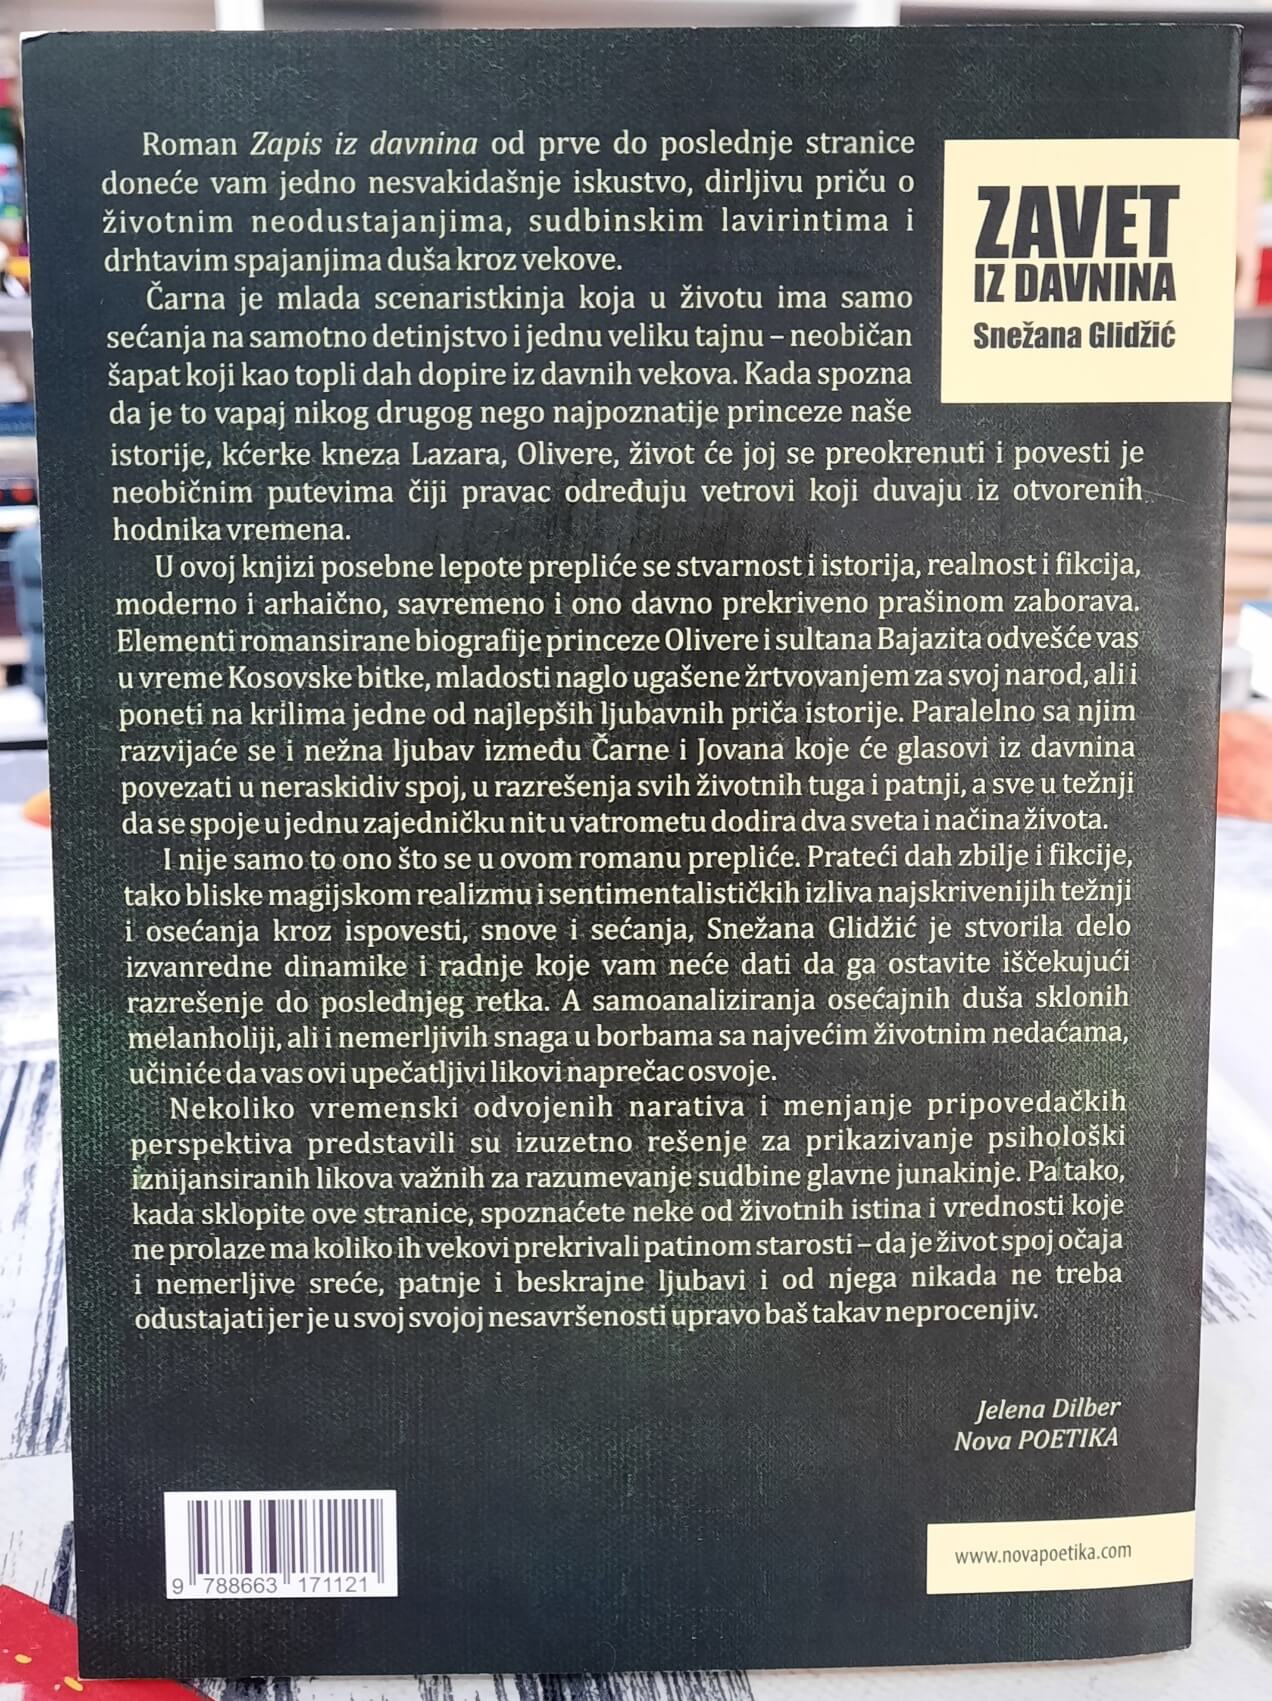 Roman Zapis iz davnina od prve do poslednje stranice
doneće vam jedno nesvakidašnje iskustvo, dirljivu priču o
životnim neodustajanjima, sudbinskim lavirintima i
drhtavim spajanjima duša kroz vekove.
Čarna je mlada scenaristkinja koja u životu ima samo
sećanja na samotno detinjstvo i jednu veliku tajnu – neobičan
šapat koji kao topli dah dopire iz davnih vekova. Kada spozna
da je to vapaj nikog drugog nego najpoznatije princeze naše
istorije, kćerke kneza Lazara, Olivere, život će joj se preokrenuti i povesti je
neobičnim putevima čiji pravac određuju vetrovi koji duvaju iz otvorenih
hodnika vremena.
U ovoj knjizi posebne lepote prepliće se stvarnost i istorija, realnost i fikcija,
moderno i arhaično, savremeno i ono davno prekriveno prašinom zaborava.
Elementi romansirane biografije princeze Olivere i sultana Bajazita odvešće vas
u vreme Kosovske bitke, mladosti naglo ugašene žrtvovanjem za svoj narod, ali i
poneti na krilima jedne od najlepših ljubavnih priča istorije. Paralelno sa njim
razvijaće se i nežna ljubav između Čarne i Jovana koje će glasovi iz davnina
povezati u neraskidiv spoj, u razrešenja svih životnih tuga i patnji, a sve u težnji
da se spoje u jednu zajedničku nit u vatrometu dodira dva sveta i načina života.
I nije samo to ono što se u ovom romanu prepliće. Prateći dah zbilje i fikcije,
tako bliske magijskom realizmu i sentimentalističkih izliva najskrivenijih težnji
i osećanja kroz ispovesti, snove i sećanja, Snežana Glidžić je stvorila delo
izvanredne dinamike i radnje koje vam neće dati da ga ostavite iščekujući
razrešenje do poslednjeg retka. A samoanaliziranja osećajnih duša sklonih
melanholiji, ali i nemerljivih snaga u borbama sa najvećim životnim nedaćama,
učiniće da vas ovi upečatljivi likovi naprečac osvoje.
Nekoliko vremenski odvojenih narativa i menjanje pripovedačkih
perspektiva predstavili su izuzetno rešenje za prikazivanje psihološki
iznijansiranih likova važnih za razumevanje sudbine glavne junakinje. Pa tako,
kada sklopite ove stranice, spoznaćete neke od životnih istina i vrednosti koje
ne prolaze ma koliko ih vekovi prekrivali patinom starosti – da je život spoj očaja
i nemerljive sreće, patnje i beskrajne ljubavi i od njega nikada ne treba
odustajati jer je u svoj svojoj nesavršenosti upravo baš takav neprocenjiv.
Jelena Dilber
Nova POETIKA
ZAVET
IZ DAVNINA
Snežana Glidžić
9 788663 171121
www.novapoetika.com